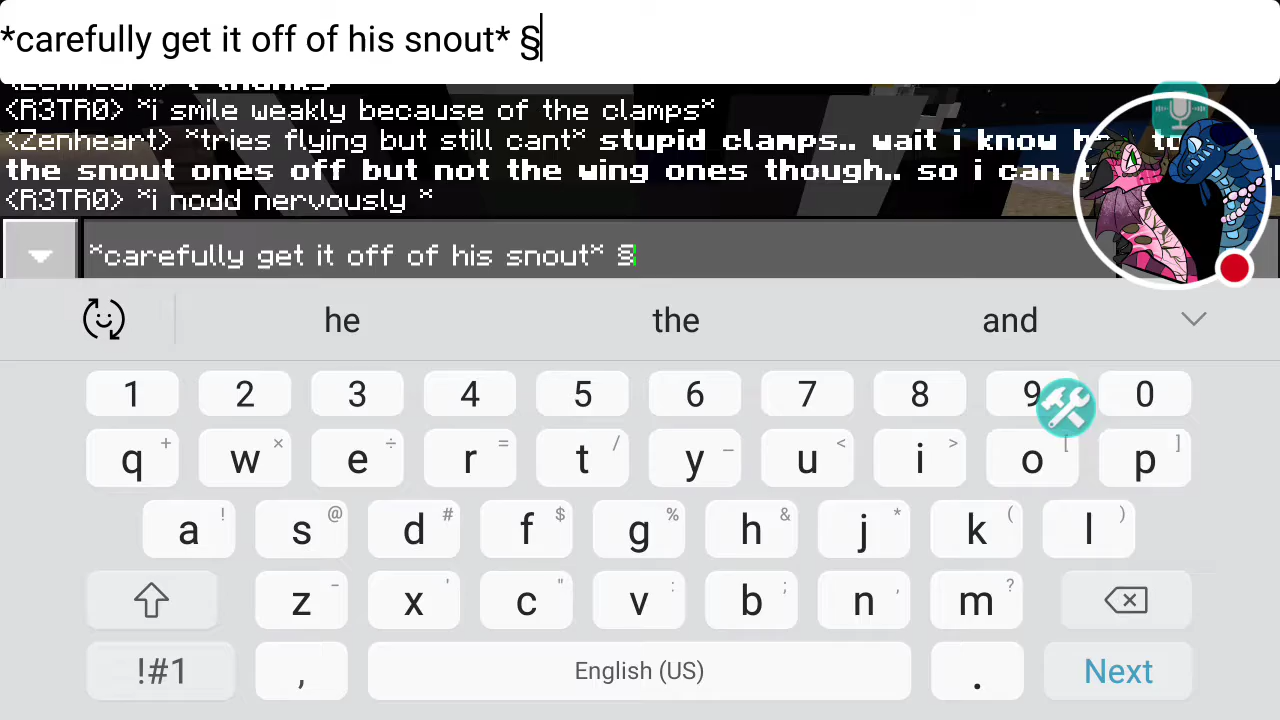 *carefully get it off of his snout* §
<Zenheart> t thanks
<R3TR0> *i smile weakly because of the clamps*
<Zenheart> *tries flying but still cant* stupid clamps.. wait i know to
the snout ones off but not the wing ones though.. so i can
<R3TR0> *i nodd nervously *
*carefully get it off of his snout* §
he the and
1 2 3 4 5 6 7 8 9 0
q + w × e ÷ r = t / y _ u < i > o [ p ]
a ! s @ d # f $ g % h & j * k ( l )
z - x ' c " v : b ; n , m ?
!#1 , English (US) . Next